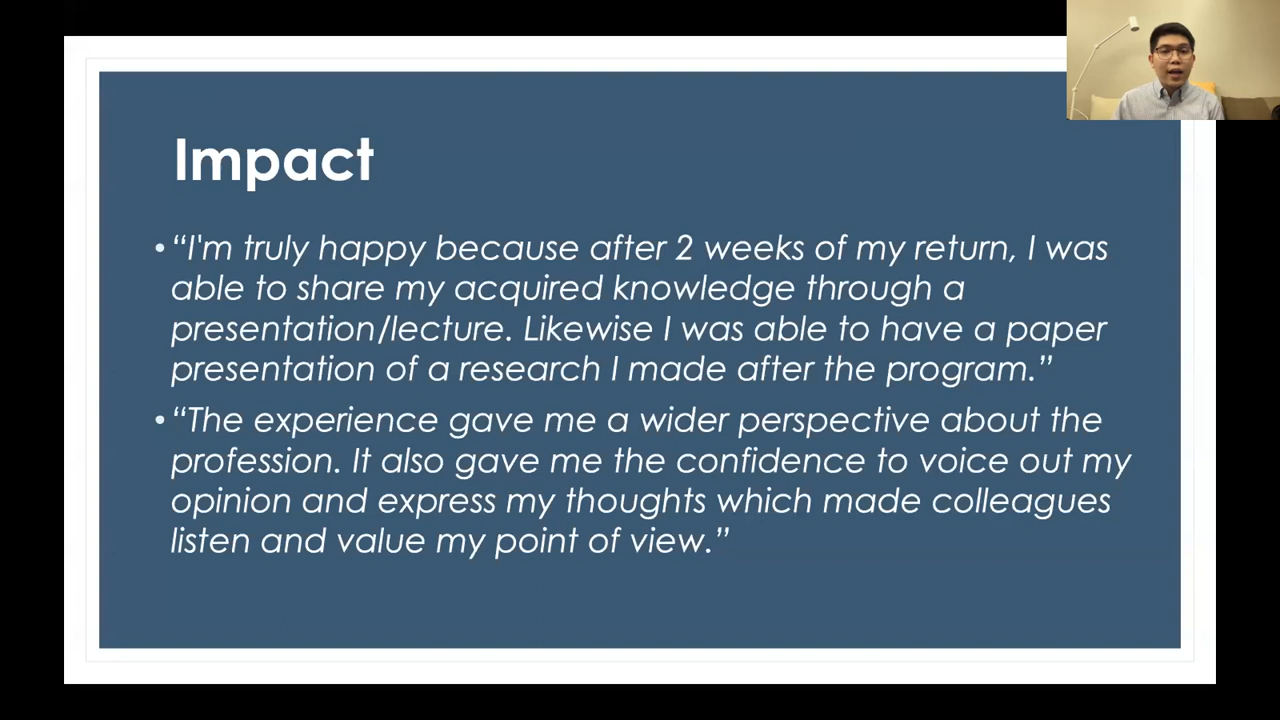 Impact
• “I'm truly happy because after 2 weeks of my return, I was
able to share my acquired knowledge through a
presentation/lecture. Likewise I was able to have a paper
presentation of a research I made after the program.”
• “The experience gave me a wider perspective about the
profession. It also gave me the confidence to voice out my
opinion and express my thoughts which made colleagues
listen and value my point of view.”